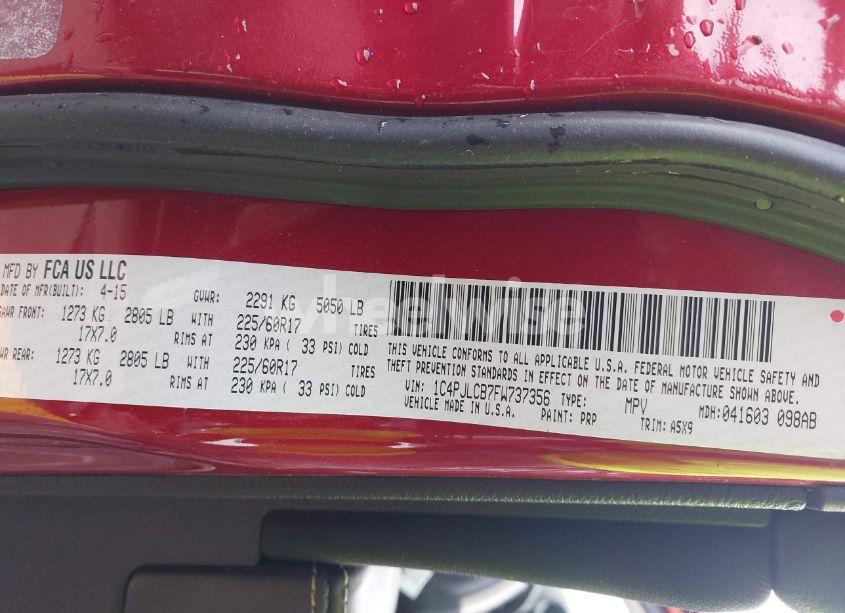 MFD BY FCA US LLC
DATE OF MFR(BUILT): 4-15 GVWR: 2291 KG 5050 LB
GAWR FRONT: 1273 KG 2805 LB WITH 225/60R17 TIRES
17X7.0 RIMS AT 230 KPA ( 33 PSI) COLD
WR REAR: 1273 KG 2805 LB WITH 225/60R17 TIRES
17X7.0 RIMS AT 230 KPA ( 33 PSI) COLD
THIS VEHICLE CONFORMS TO ALL APPLICABLE U.S.A. FEDERAL MOTOR VEHICLE SAFETY AND
THEFT PREVENTION STANDARDS IN EFFECT ON THE DATE OF MANUFACTURE SHOWN ABOVE.
VIN: 1C4PJLCB7FW737356 TYPE: MPV MDH: 041603 098AB
VEHICLE MADE IN U.S.A. PAINT: PRP TRIM: A5X9
wheelwise